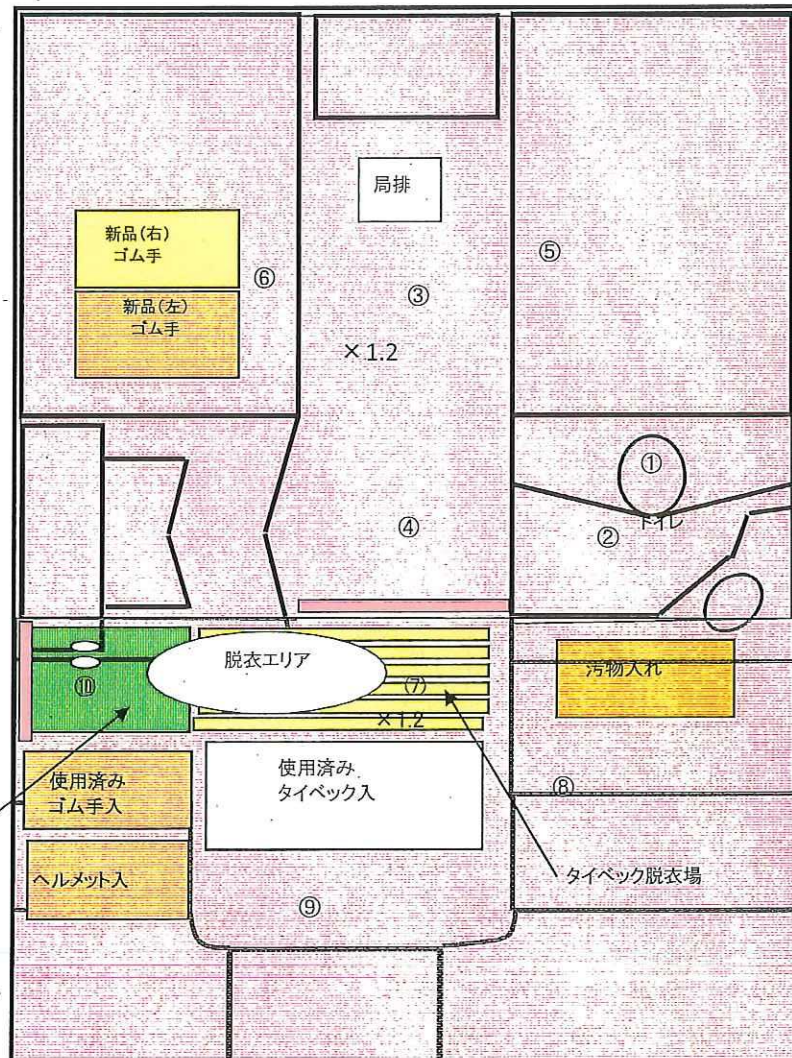 局排
新品(右)
ゴム手
⑤
⑥
新品(左)
ゴム手
③
×1.2
①
トイレ
④
②
脱衣エリア
汚物入れ
⑩
⑦
×1.2
使用済み
ゴム手入
使用済み
タイベック入
⑧
ヘルメット入
タイベック脱衣場
⑨